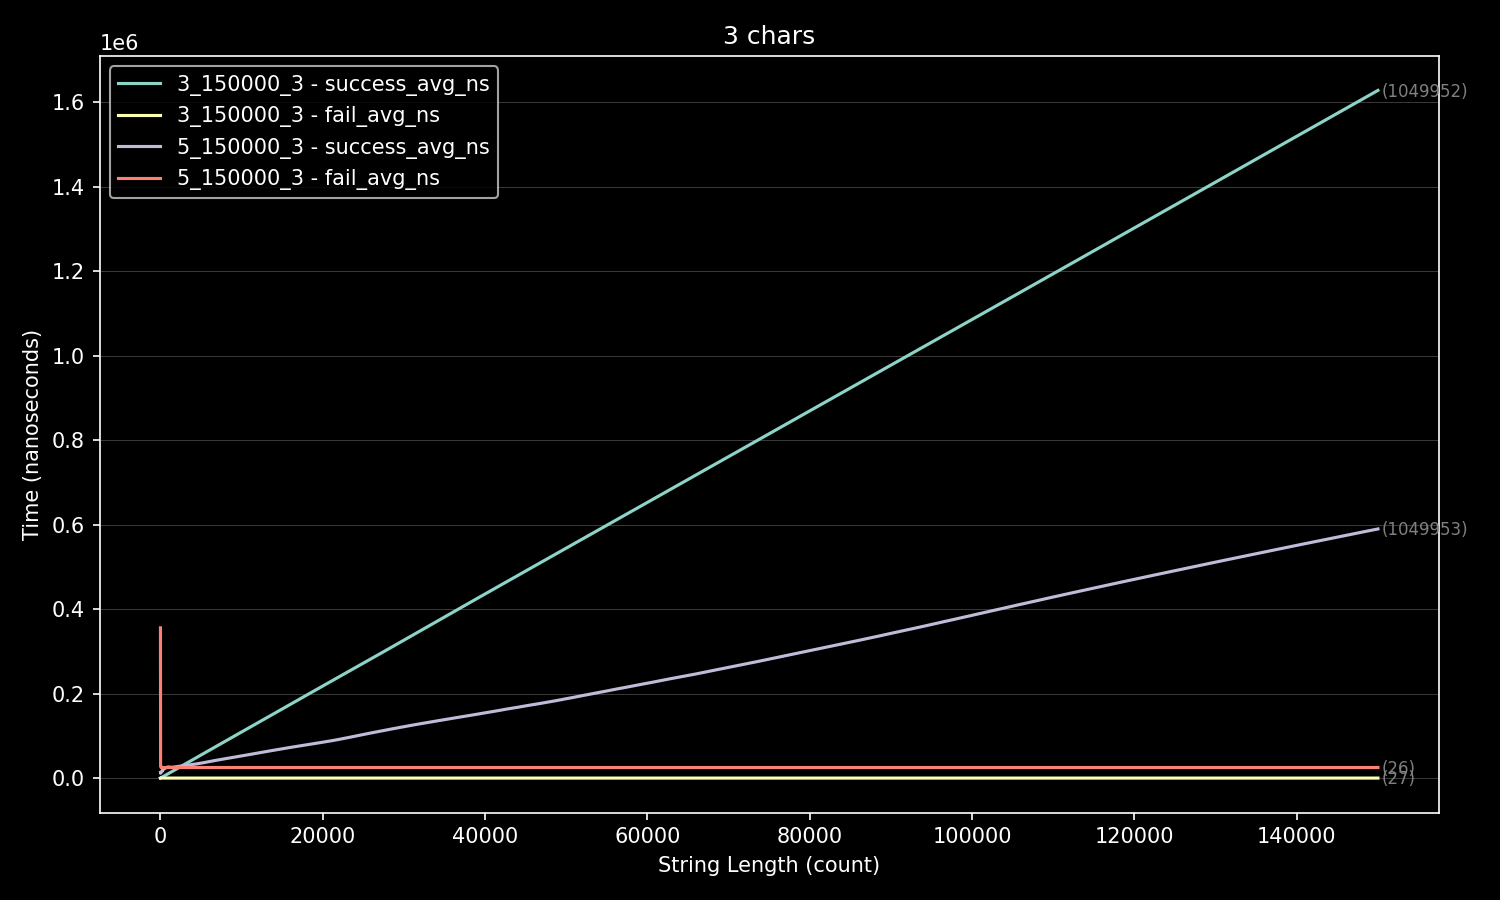 3 chars
1e6
3_150000_3 - success_avg_ns
3_150000_3 - fail_avg_ns
5_150000_3 - success_avg_ns
5_150000_3 - fail_avg_ns
1.6
1.4
1.2
1.0
0.8
0.6
0.4
0.2
0.0
Time (nanoseconds)
(1049952)
(1049953)
(26)
(27)
0
20000
40000
60000
80000
100000
120000
140000
String Length (count)